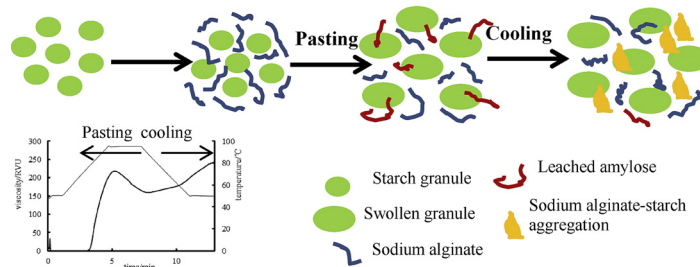 Pasting
Cooling
Pasting cooling
300
250
200
150
100
50
0
viscosity/RVU
100
80
60
40
20
0
temperature/℃
0
5
10
time/min
Starch granule
Swollen granule
Sodium alginate
Leached amylose
Sodium alginate-starch
aggregation